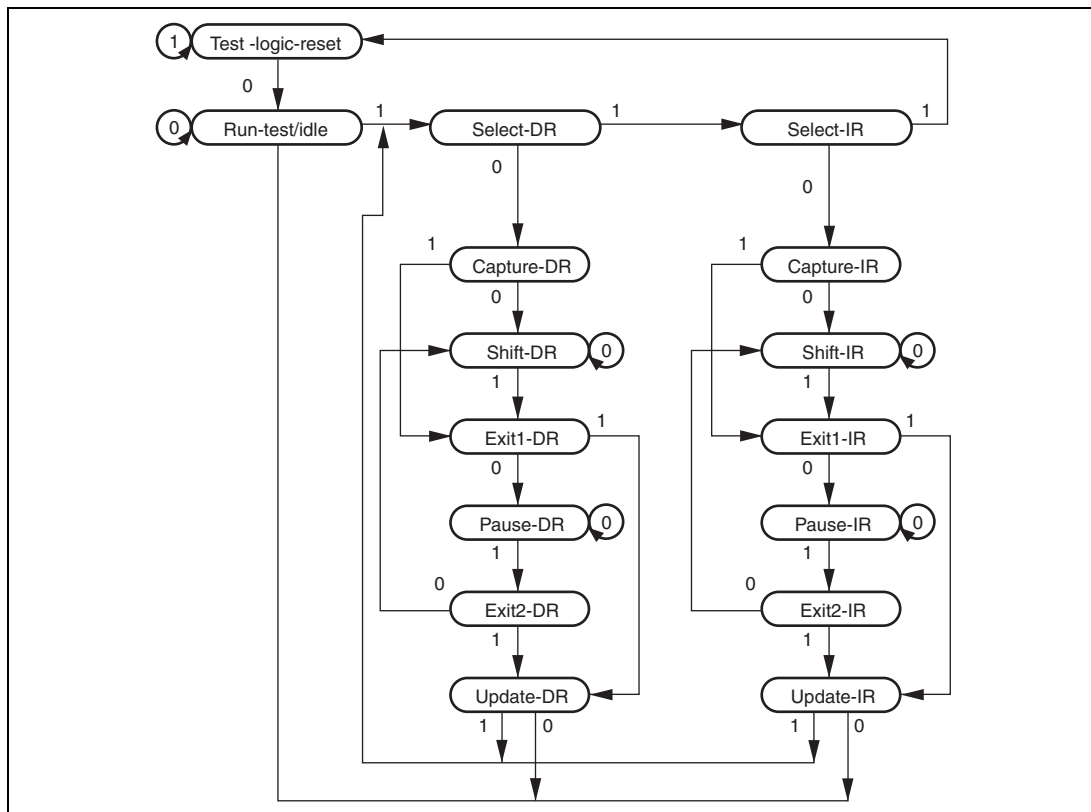 1 Test -logic-reset
0
0 Run-test/idle 1 Select-DR 1 Select-IR 1
0 0
1 Capture-DR 1 Capture-IR
0 0
Shift-DR 0 Shift-IR 0
1 1
Exit1-DR 1 Exit1-IR 1
0 0
Pause-DR 0 Pause-IR 0
1 1
0 Exit2-DR 0 Exit2-IR
1 1
Update-DR Update-IR
1 0 1 0